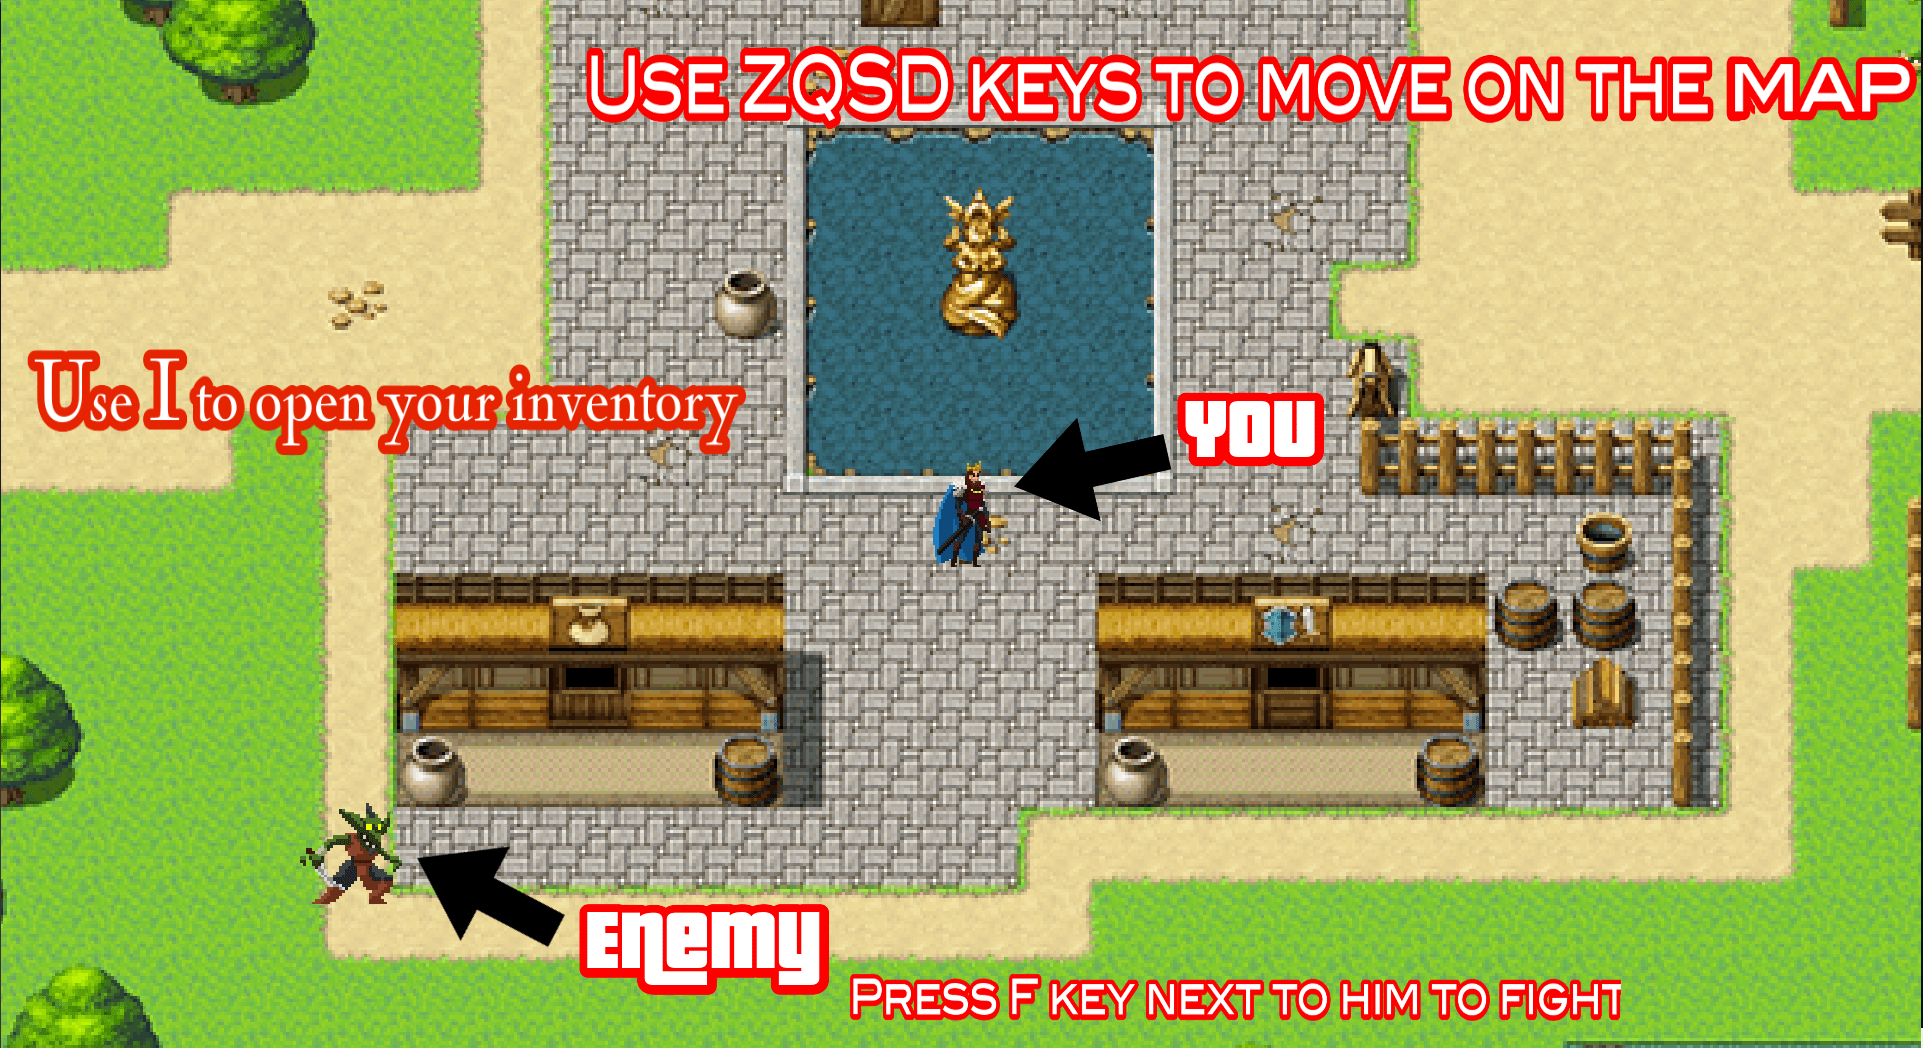 Use ZQSD keys to move on the map
Use I to open your inventory
YOU
Enemy
Press F key next to him to fight